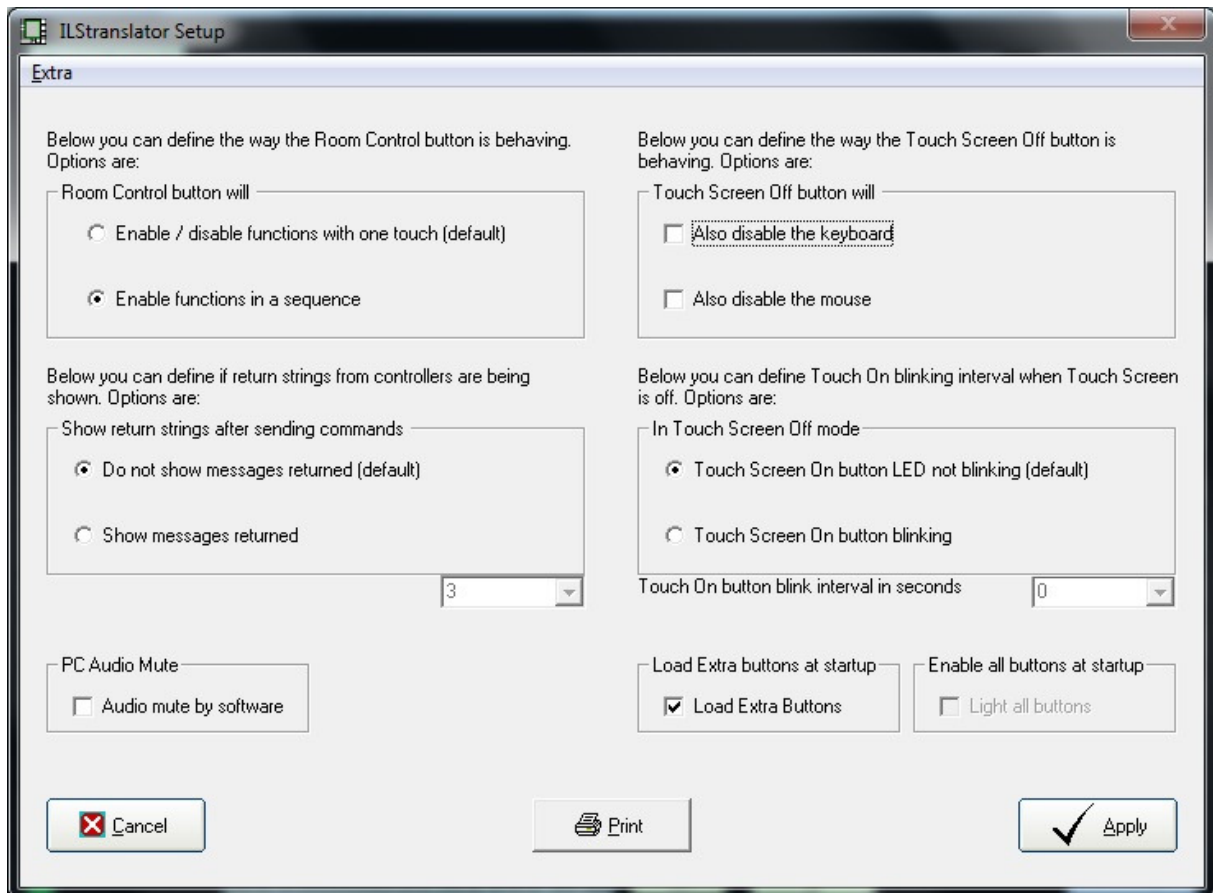 ILStranslator Setup
Extra
Below you can define the way the Room Control button is behaving.
Options are:
Room Control button will
Enable / disable functions with one touch (default)
Enable functions in a sequence
Below you can define the way the Touch Screen Off button is
behaving. Options are:
Touch Screen Off button will
Also disable the keyboard
Also disable the mouse
Below you can define if return strings from controllers are being
shown. Options are:
Show return strings after sending commands
Do not show messages returned (default)
Show messages returned
3
Below you can define Touch On blinking interval when Touch Screen
is off. Options are:
In Touch Screen Off mode
Touch Screen On button LED not blinking (default)
Touch Screen On button blinking
Touch On button blink interval in seconds
0
PC Audio Mute
Audio mute by software
Load Extra buttons at startup
Load Extra Buttons
Enable all buttons at startup
Light all buttons
Cancel
Print
Apply